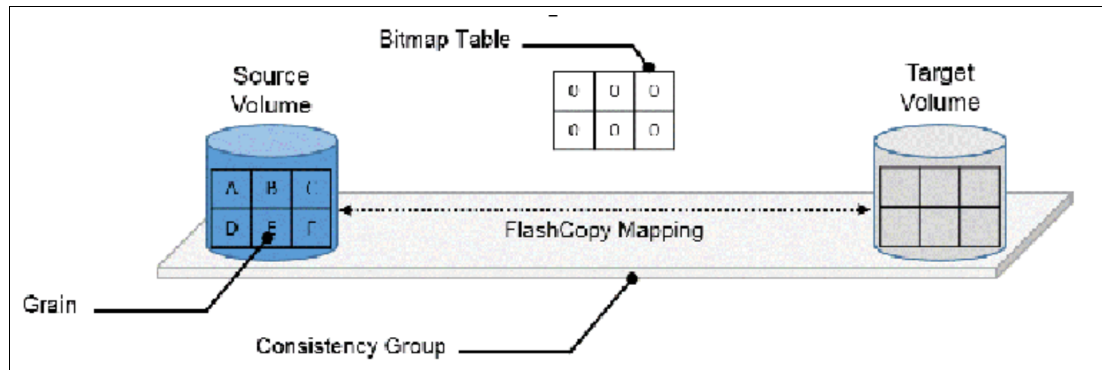 Bitmap Table
Source
Volume
Target
Volume
0 0 0
0 0 0
A B C
D E F
FlashCopy Mapping
Grain
Consistency Group